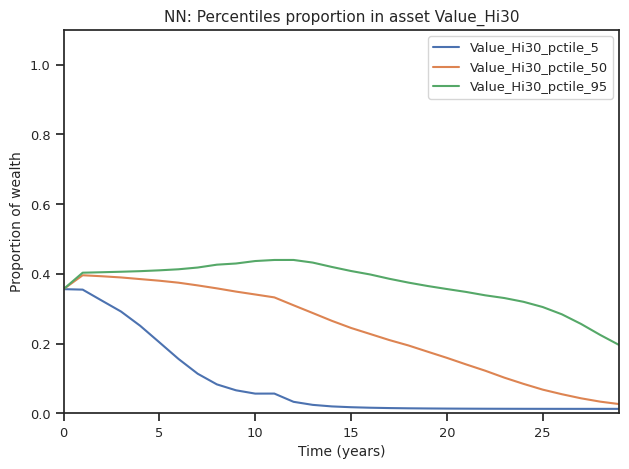 NN: Percentiles proportion in asset Value_Hi30
Value_Hi30_pctile_5
Value_Hi30_pctile_50
Value_Hi30_pctile_95
Proportion of wealth
1.0
0.8
0.6
0.4
0.2
0.0
0 5 10 15 20 25
Time (years)